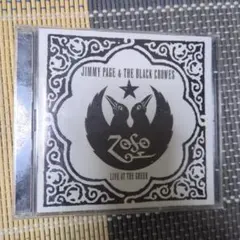 JIMMY PAGE & THE BLACK CROWES
ZOSO
LIVE AT THE GREEK